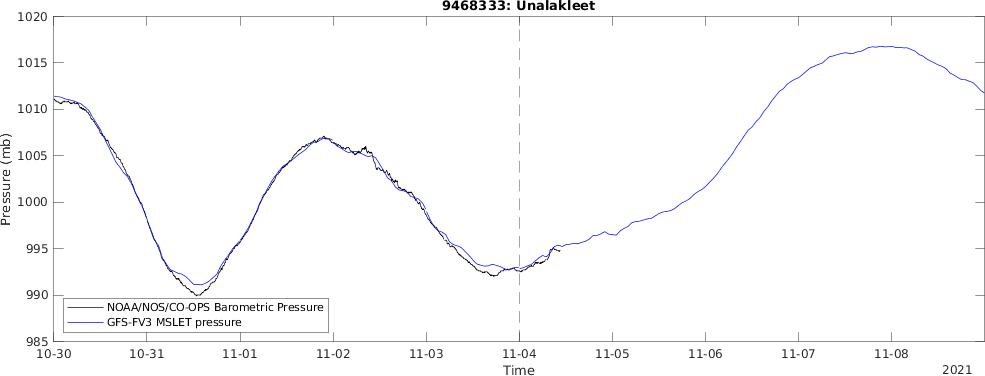 9468333: Unalakleet
1020
1015
1010
1005
1000
995
990
985
Pressure (mb)
NOAA/NOS/CO-OPS Barometric Pressure
GFS-FV3 MSLET pressure
10-30 10-31 11-01 11-02 11-03 11-04 11-05 11-06 11-07 11-08
Time
2021